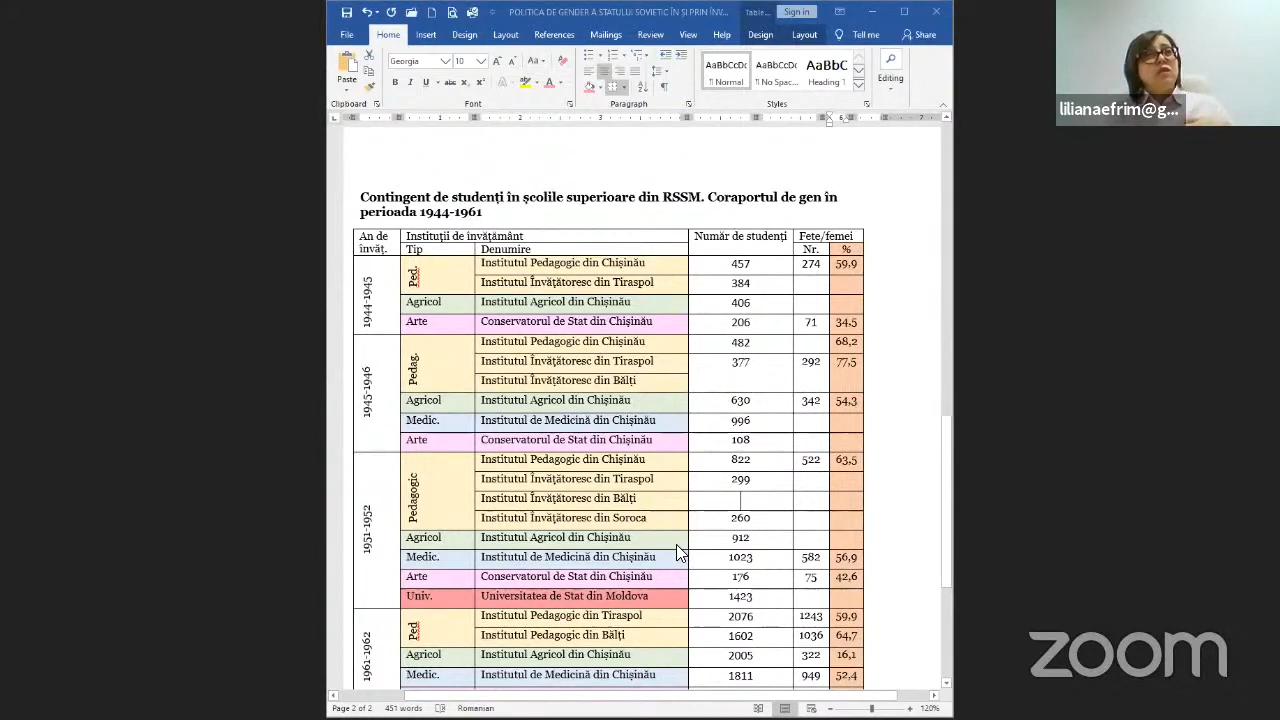 POLITICA DE GENDER A STATULUI SOVIETIC ÎN ȘI PRIN ÎNV... Table... Sign in
File Home Insert Design Layout References Mailings Review View Help Design Layout Tell me Share
Georgia 10 Aa
Paste
B I U abc x₂ x² A A
AaBbCcDc AaBbCcDc AaBbC
¶ Normal ¶ No Spac... Heading 1
Editing
Clipboard Font Paragraph Styles
1 2 3 6 7
lilianaefrim@g...
Contingent de studenți în școlile superioare din RSSM. Coraportul de gen în
perioada 1944-1961
An de învăț. Instituții de învățământ Număr de studenți Fete/femei
Tip Denumire Nr. %
1944-1945
Ped. Institutul Pedagogic din Chișinău 457 274 59,9
Institutul Învățătoresc din Tiraspol 384
Agricol Institutul Agricol din Chișinău 406
Arte Conservatorul de Stat din Chișinău 206 71 34,5
1945-1946
Pedag. Institutul Pedagogic din Chișinău 482 68,2
Institutul Învățătoresc din Tiraspol 377 292 77,5
Institutul Învățătoresc din Bălți
Agricol Institutul Agricol din Chișinău 630 342 54,3
Medic. Institutul de Medicină din Chișinău 996
Arte Conservatorul de Stat din Chișinău 108
1951-1952
Pedagogic Institutul Pedagogic din Chișinău 822 522 63,5
Institutul Învățătoresc din Tiraspol 299
Institutul Învățătoresc din Bălți
Institutul Învățătoresc din Soroca 260
Agricol Institutul Agricol din Chișinău 912
Medic. Institutul de Medicină din Chișinău 1023 582 56,9
Arte Conservatorul de Stat din Chișinău 176 75 42,6
Univ. Universitatea de Stat din Moldova 1423
1961-1962
Ped Institutul Pedagogic din Tiraspol 2076 1243 59,9
Institutul Pedagogic din Bălți 1602 1036 64,7
Agricol Institutul Agricol din Chișinău 2005 322 16,1
Medic. Institutul de Medicină din Chișinău 1811 949 52,4
Page 2 of 2 451 words Romanian 120%
zoom